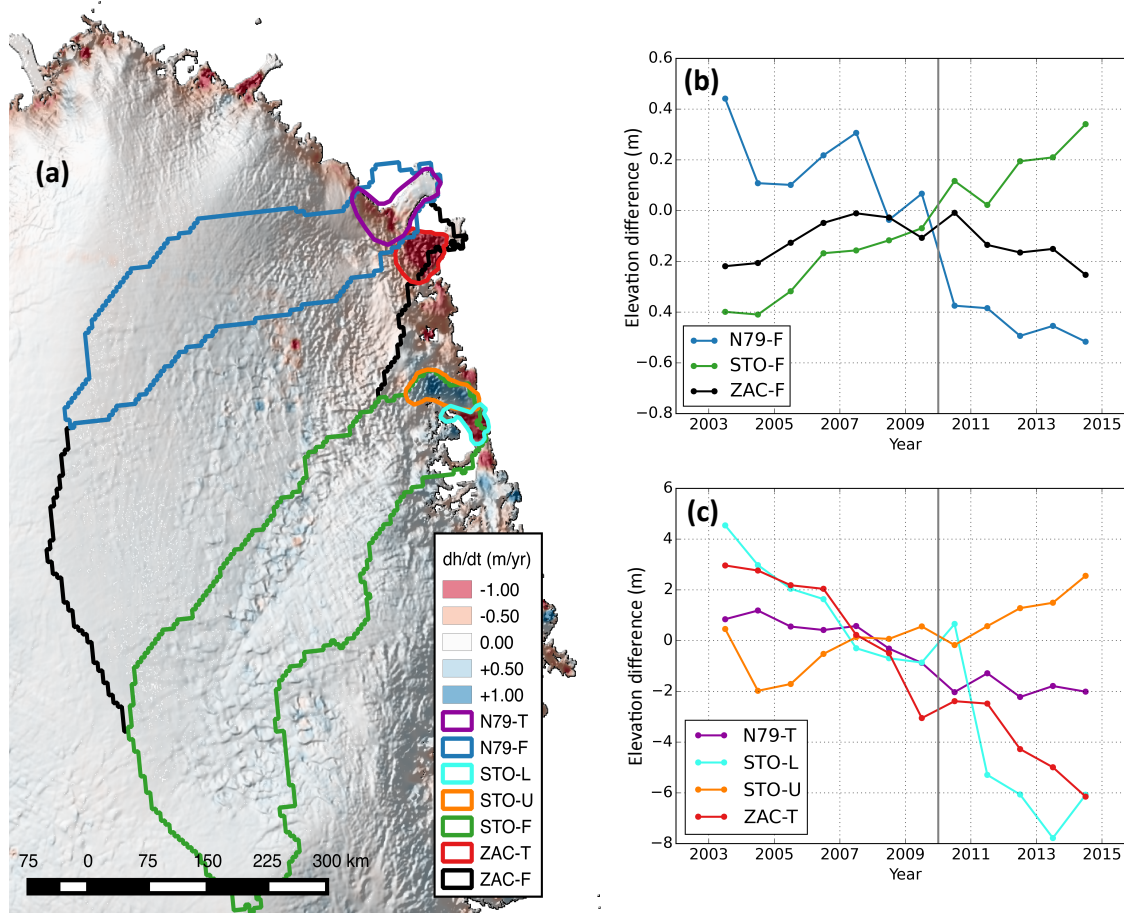 (a)
dh/dt (m/yr)
-1.00
-0.50
0.00
+0.50
+1.00
N79-T
N79-F
STO-L
STO-U
STO-F
ZAC-T
ZAC-F
75 0 75 150 225 300 km
(b)
Elevation difference (m)
0.6
0.4
0.2
0.0
0.2
0.4
−0.6
−0.8
N79-F
STO-F
ZAC-F
2003 2005 2007 2009 2011 2013 2015
Year
(c)
Elevation difference (m)
6
4
2
0
−2
−4
−6
−8
N79-T
STO-L
STO-U
ZAC-T
2003 2005 2007 2009 2011 2013 2015
Year